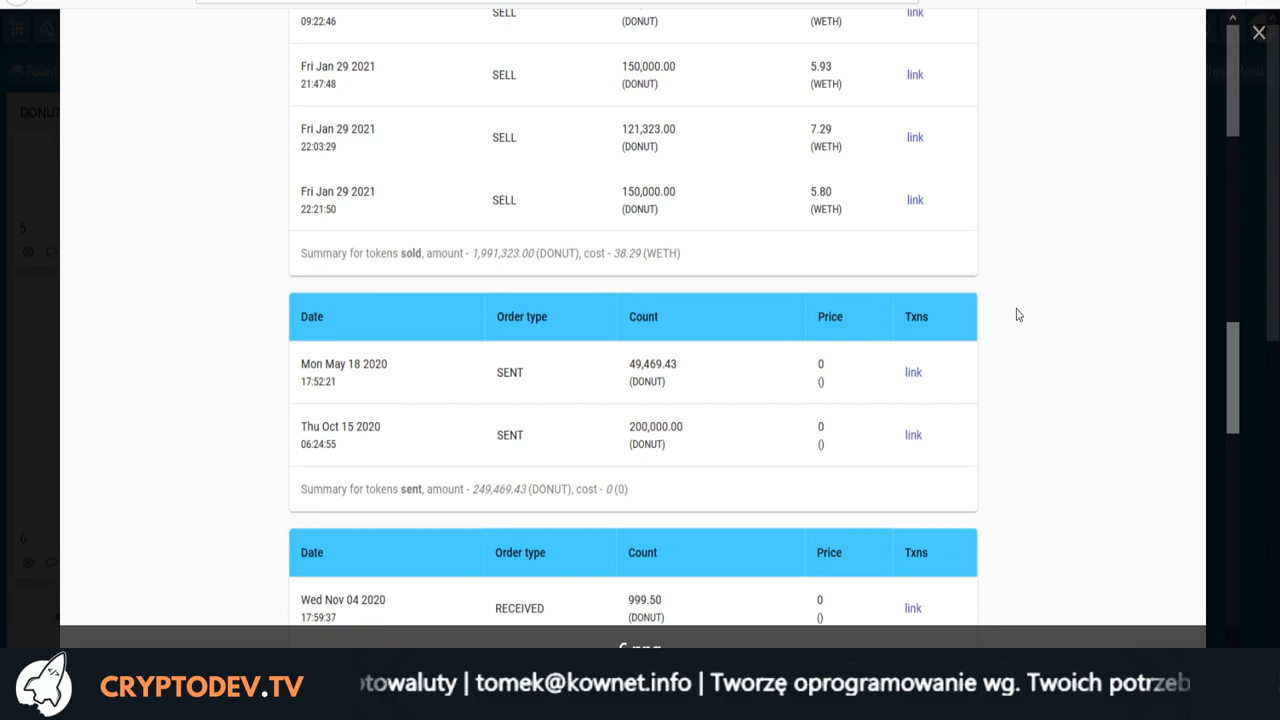 SELL
link
09:22:46
(DONUT)
(WETH)
Board
Menu
Fri Jan 29 2021
150,000.00
5.93
SELL
link
21:47:48
(DONUT)
(WETH)
DONUT
Fri Jan 29 2021
121,323.00
7.29
SELL
link
22:03:29
(DONUT)
(WETH)
Fri Jan 29 2021
150,000.00
5.80
SELL
link
22:21:50
(DONUT)
(WETH)
5
Summary for tokens sold, amount - 1,991,323.00 (DONUT), cost - 38.29 (WETH)
Date Order type Count Price Txns
Mon May 18 2020
49,469.43
0
SENT
link
17:52:21
(DONUT)
()
Thu Oct 15 2020
200,000.00
0
SENT
link
06:24:55
(DONUT)
()
Summary for tokens sent, amount - 249,469.43 (DONUT), cost - 0 (0)
6
Date Order type Count Price Txns
Wed Nov 04 2020
999.50
0
RECEIVED
link
17:59:37
(DONUT)
()
CRYPTODEV.TV
ptowaluty | tomek@kownet.info | Tworzę oprogramowanie wg. Twoich potrzeb